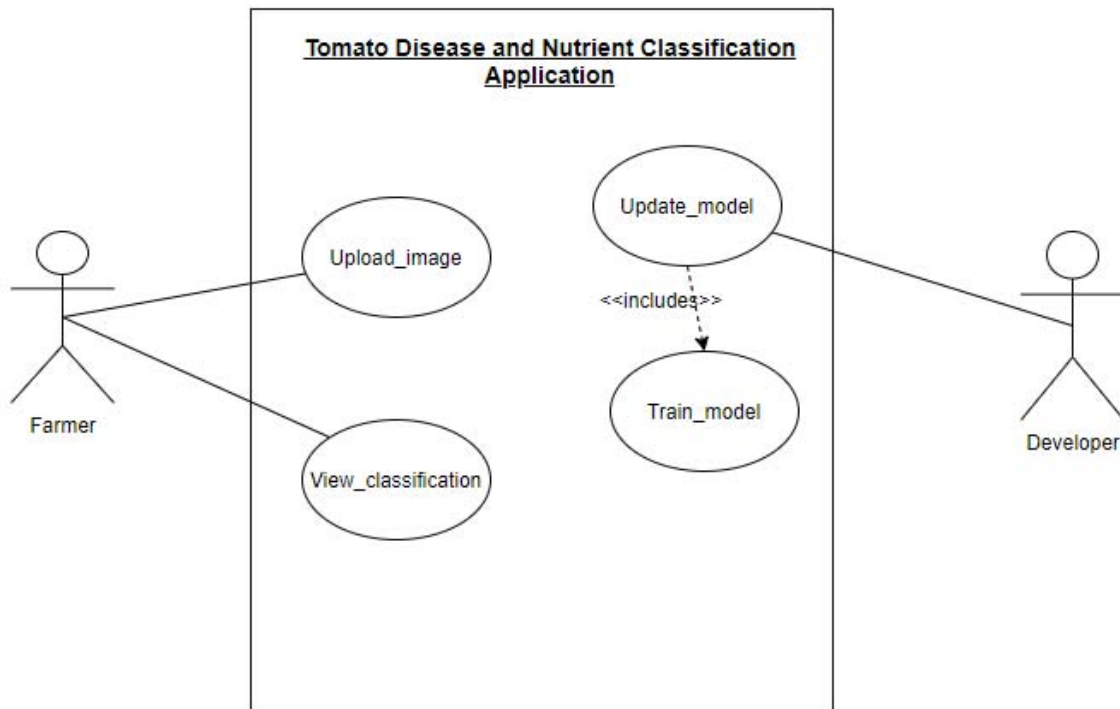 Tomato Disease and Nutrient Classification
Application
Update_model
Upload_image
<<includes>>
Train_model
Farmer
Developer
View_classification